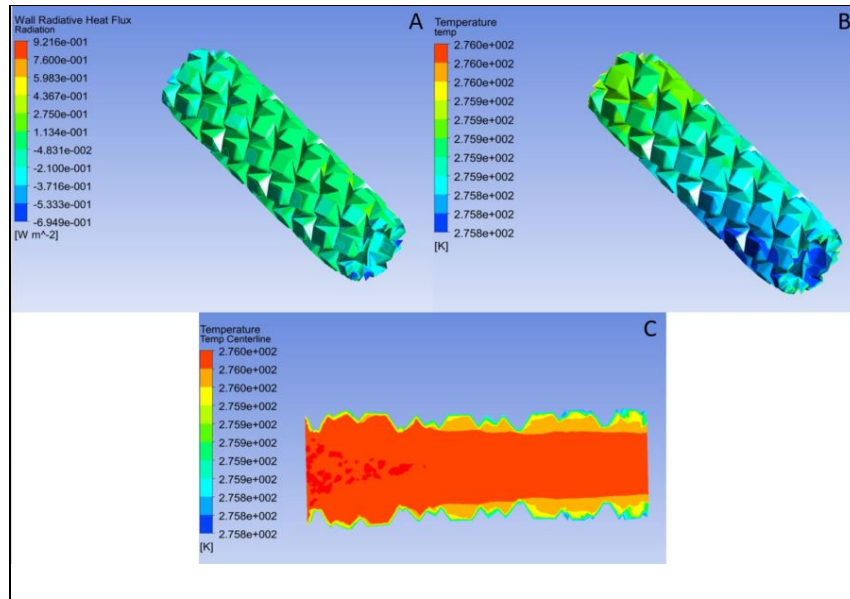 Wall Radiative Heat Flux
Radiation
9.216e-001
7.600e-001
5.983e-001
4.367e-001
2.750e-001
1.134e-001
-4.831e-002
-2.100e-001
-3.716e-001
-5.333e-001
-6.949e-001
[W m^-2]
A
Temperature
temp
2.760e+002
2.760e+002
2.760e+002
2.759e+002
2.759e+002
2.759e+002
2.759e+002
2.759e+002
2.758e+002
2.758e+002
2.758e+002
[K]
B
Temperature
Temp Centerline
2.760e+002
2.760e+002
2.760e+002
2.759e+002
2.759e+002
2.759e+002
2.759e+002
2.759e+002
2.758e+002
2.758e+002
2.758e+002
[K]
C